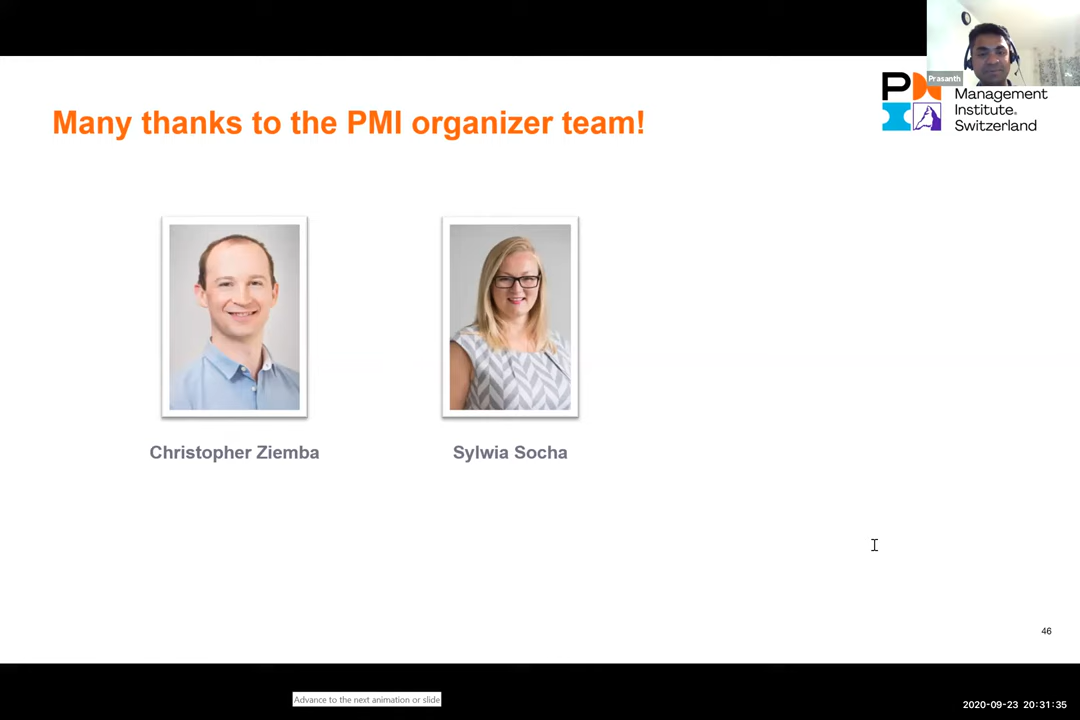 Prasanth
Many thanks to the PMI organizer team!
Management
Institute®
Switzerland
Christopher Ziemba
Sylwia Socha
46
Advance to the next animation or slide
2020-09-23 20:31:35